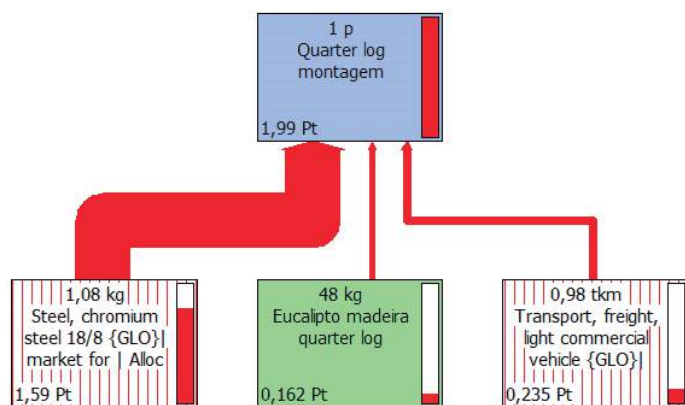 1 p
Quarter log
montagem
1,99 Pt
1,08 kg
Steel, chromium
steel 18/8 {GLO}|
market for | Alloc
1,59 Pt
48 kg
Eucalipto madeira
quarter log
0,162 Pt
0,98 tkm
Transport, freight,
light commercial
vehicle {GLO}|
0,235 Pt